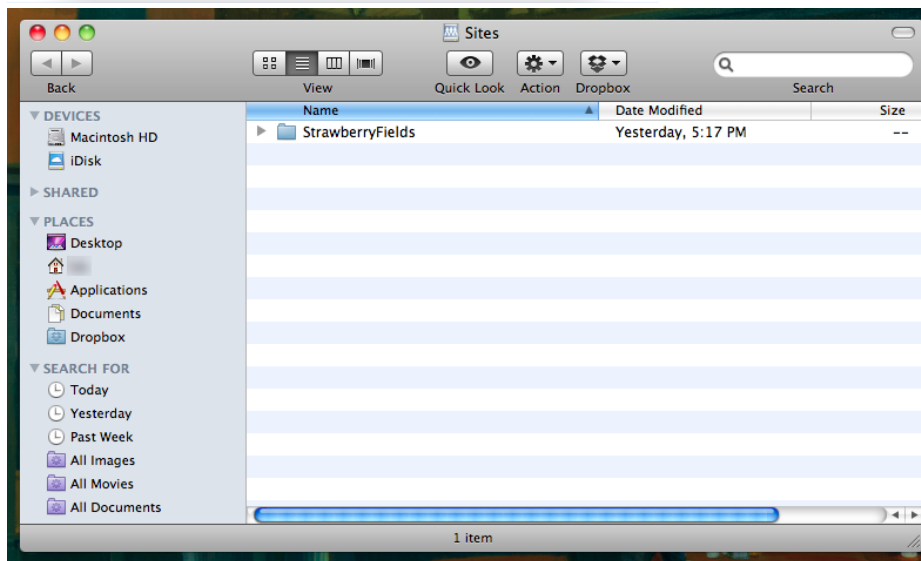 Sites
Back View Quick Look Action Dropbox Search
DEVICES
Macintosh HD
iDisk
SHARED
PLACES
Desktop
Applications
Documents
Dropbox
SEARCH FOR
Today
Yesterday
Past Week
All Images
All Movies
All Documents
Name Date Modified Size
StrawberryFields Yesterday, 5:17 PM --
1 item